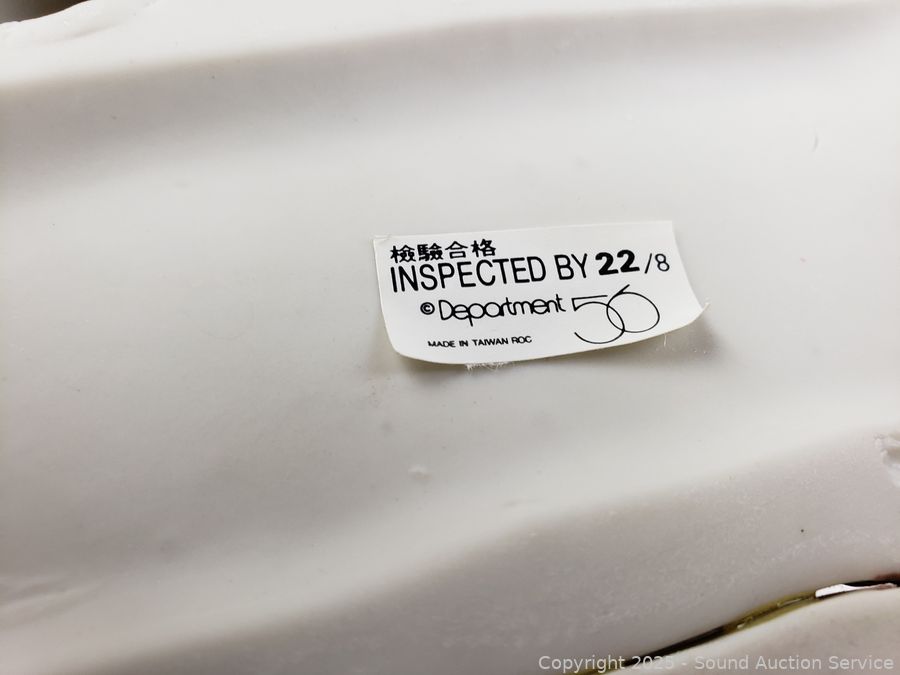 檢驗合格
INSPECTED BY 22/8
© Department 56
MADE IN TAIWAN ROC
Copyright 2025 - Sound Auction Service